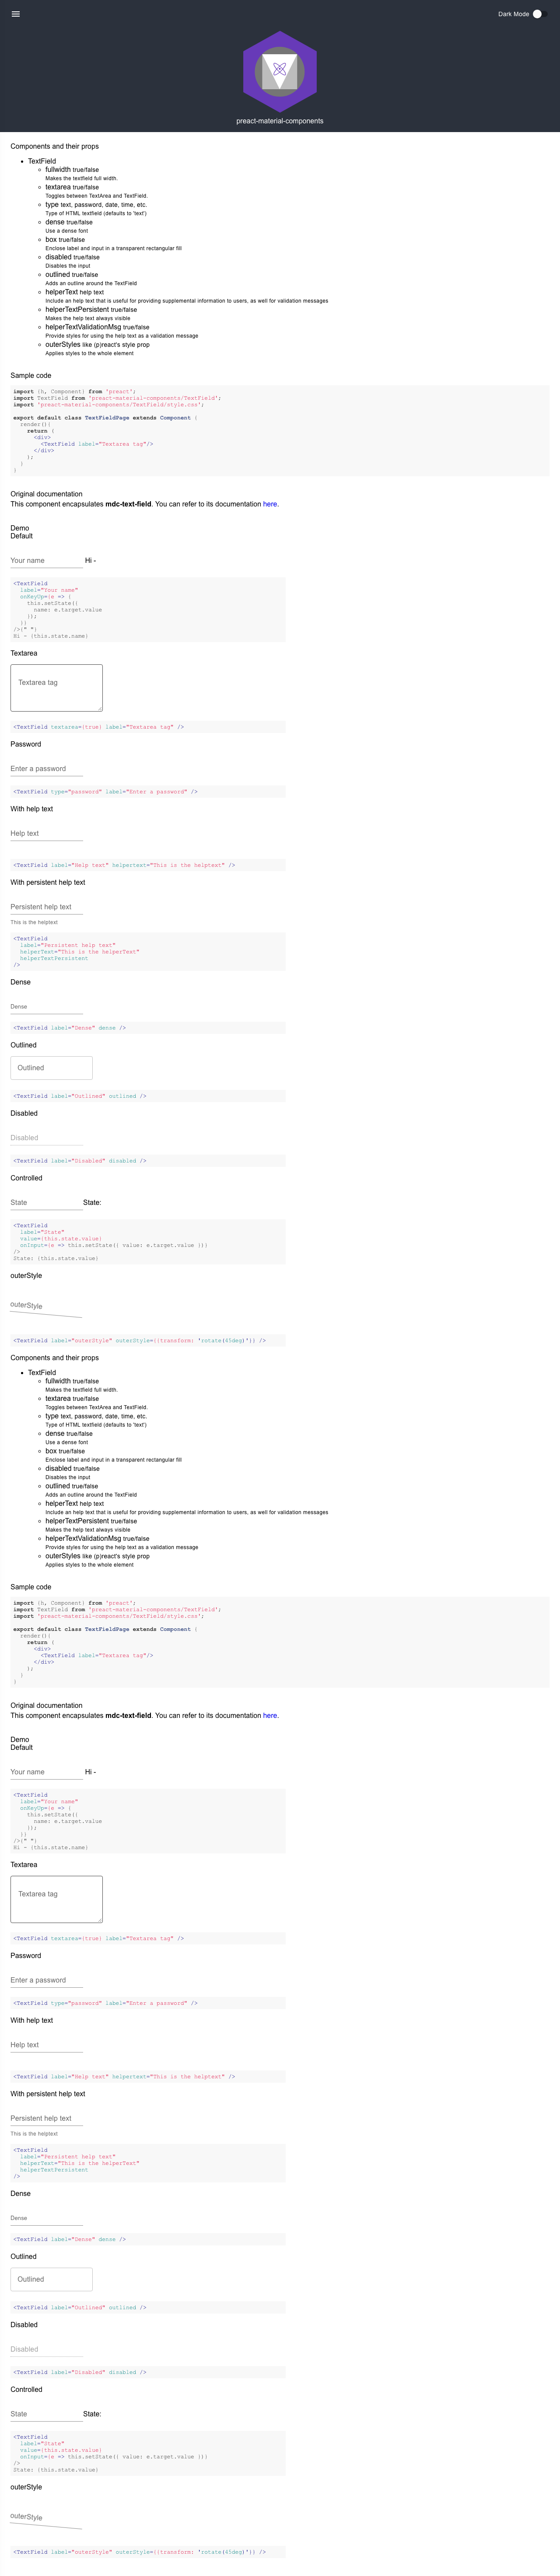 Dark Mode
preact-material-components
Components and their props
TextField
fullwidth true/false
Makes the textfield full width.
textarea true/false
Toggles between TextArea and TextField.
type text, password, date, time, etc.
Type of HTML textfield (defaults to 'text')
dense true/false
Use a dense font
box true/false
Enclose label and input in a transparent rectangular fill
disabled true/false
Disables the input
outlined true/false
Adds an outline around the TextField
helperText help text
Include an help text that is useful for providing supplemental information to users, as well for validation messages
helperTextPersistent true/false
Makes the help text always visible
helperTextValidationMsg true/false
Provide styles for using the help text as a validation message
outerStyles like (p)react's style prop
Applies styles to the whole element
Sample code
import {h, Component} from 'preact';
import TextField from 'preact-material-components/TextField';
import 'preact-material-components/TextField/style.css';
export default class TextFieldPage extends Component {
render(){
return (
<div>
<TextField label="Textarea tag"/>
</div>
);
}
}
Original documentation
This component encapsulates mdc-text-field. You can refer to its documentation here.
Demo
Default
Your name Hi -
<TextField
label="Your name"
onKeyUp={e => {
this.setState({
name: e.target.value
});
}}
/>{" "}
Hi - {this.state.name}
Textarea
Textarea tag
<TextField textarea={true} label="Textarea tag" />
Password
Enter a password
<TextField type="password" label="Enter a password" />
With help text
Help text
<TextField label="Help text" helpertext="This is the helptext" />
With persistent help text
Persistent help text
This is the helptext
<TextField
label="Persistent help text"
helperText="This is the helperText"
helperTextPersistent
/>
Dense
Dense
<TextField label="Dense" dense />
Outlined
Outlined
<TextField label="Outlined" outlined />
Disabled
Disabled
<TextField label="Disabled" disabled />
Controlled
State State:
<TextField
label="State"
value={this.state.value}
onInput={e => this.setState({ value: e.target.value })}
/>
State: {this.state.value}
outerStyle
outerStyle
<TextField label="outerStyle" outerStyle={{transform: 'rotate(45deg)'}} />
Components and their props
TextField
fullwidth true/false
Makes the textfield full width.
textarea true/false
Toggles between TextArea and TextField.
type text, password, date, time, etc.
Type of HTML textfield (defaults to 'text')
dense true/false
Use a dense font
box true/false
Enclose label and input in a transparent rectangular fill
disabled true/false
Disables the input
outlined true/false
Adds an outline around the TextField
helperText help text
Include an help text that is useful for providing supplemental information to users, as well for validation messages
helperTextPersistent true/false
Makes the help text always visible
helperTextValidationMsg true/false
Provide styles for using the help text as a validation message
outerStyles like (p)react's style prop
Applies styles to the whole element
Sample code
import {h, Component} from 'preact';
import TextField from 'preact-material-components/TextField';
import 'preact-material-components/TextField/style.css';
export default class TextFieldPage extends Component {
render(){
return (
<div>
<TextField label="Textarea tag"/>
</div>
);
}
}
Original documentation
This component encapsulates mdc-text-field. You can refer to its documentation here.
Demo
Default
Your name Hi -
<TextField
label="Your name"
onKeyUp={e => {
this.setState({
name: e.target.value
});
}}
/>{" "}
Hi - {this.state.name}
Textarea
Textarea tag
<TextField textarea={true} label="Textarea tag" />
Password
Enter a password
<TextField type="password" label="Enter a password" />
With help text
Help text
<TextField label="Help text" helpertext="This is the helptext" />
With persistent help text
Persistent help text
This is the helptext
<TextField
label="Persistent help text"
helperText="This is the helperText"
helperTextPersistent
/>
Dense
Dense
<TextField label="Dense" dense />
Outlined
Outlined
<TextField label="Outlined" outlined />
Disabled
Disabled
<TextField label="Disabled" disabled />
Controlled
State State:
<TextField
label="State"
value={this.state.value}
onInput={e => this.setState({ value: e.target.value })}
/>
State: {this.state.value}
outerStyle
outerStyle
<TextField label="outerStyle" outerStyle={{transform: 'rotate(45deg)'}} />